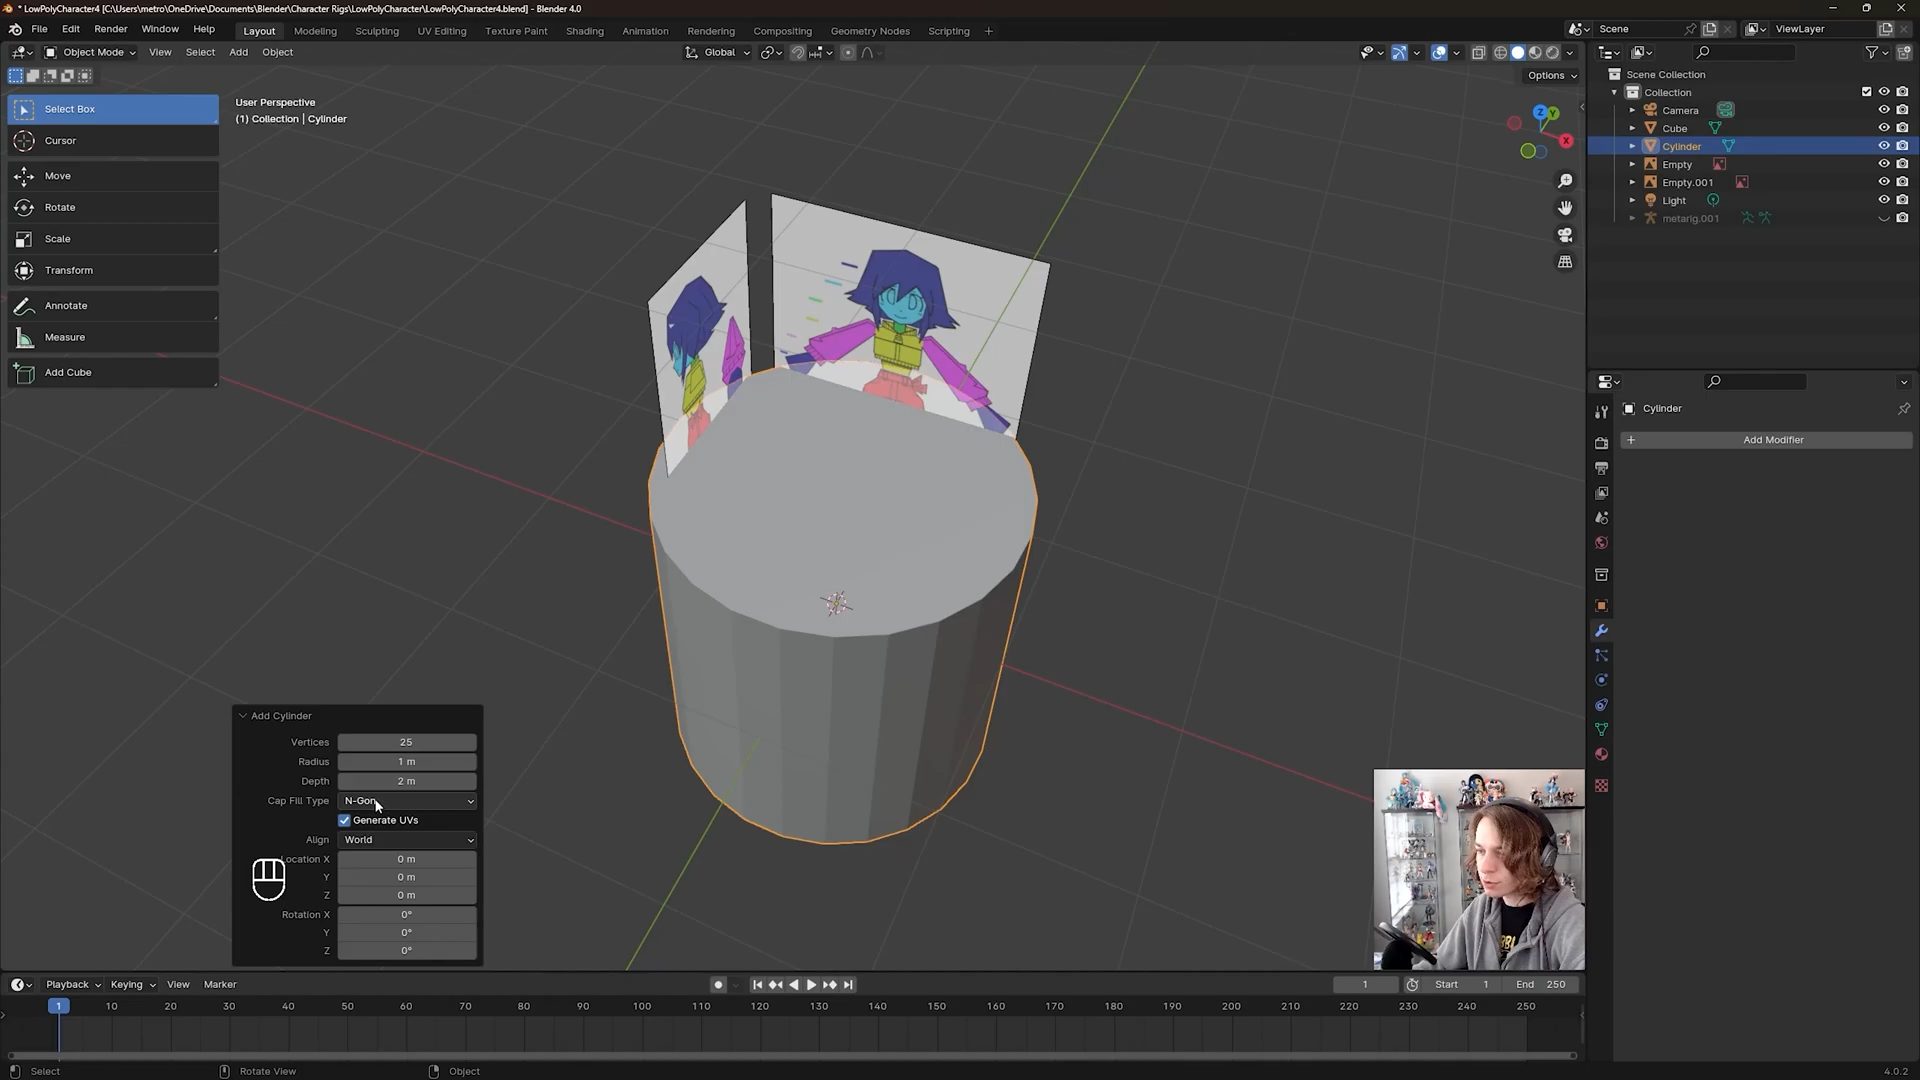 * LowPolyCharacter4 [C:\Users\metro\OneDrive\Documents\Blender\Character Rigs\LowPolyCharacter\LowPolyCharacter4.blend] - Blender 4.0
File Edit Render Window Help Layout Modeling Sculpting UV Editing Texture Paint Shading Animation Rendering Compositing Geometry Nodes Scripting + Scene ViewLayer
Object Mode View Select Add Object Global
Options
Select Box
Cursor
Move
Rotate
Scale
Transform
Annotate
Measure
Add Cube
User Perspective
(1) Collection | Cylinder
Z
Y
X
Scene Collection
Collection
Camera
Cube
Cylinder
Empty
Empty.001
Light
metarig.001
Cylinder
+ Add Modifier
Add Cylinder
Vertices 25
Radius 1 m
Depth 2 m
Cap Fill Type N-Gon
Generate UVs
Align World
Location X 0 m
Y 0 m
Z 0 m
Rotation X 0°
Y 0°
Z 0°
Playback Keying View Marker 1 Start 1 End 250
1 10 20 30 40 50 60 70 80 90 100 110 120 130 140 150 160 170 180 190 200 210 220 230 240 250
Select Rotate View Object 4.0.2